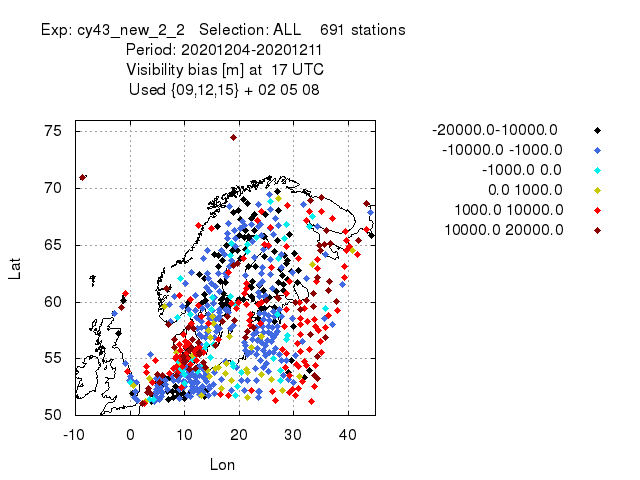 Exp: cy43_new_2_2 Selection: ALL 691 stations
Period: 20201204-20201211
Visibility bias [m] at 17 UTC
Used {09,12,15} + 02 05 08
-20000.0-10000.0
-10000.0 -1000.0
-1000.0 0.0
0.0 1000.0
1000.0 10000.0
10000.0 20000.0
75
70
65
60
55
50
Lat
-10 0 10 20 30 40
Lon